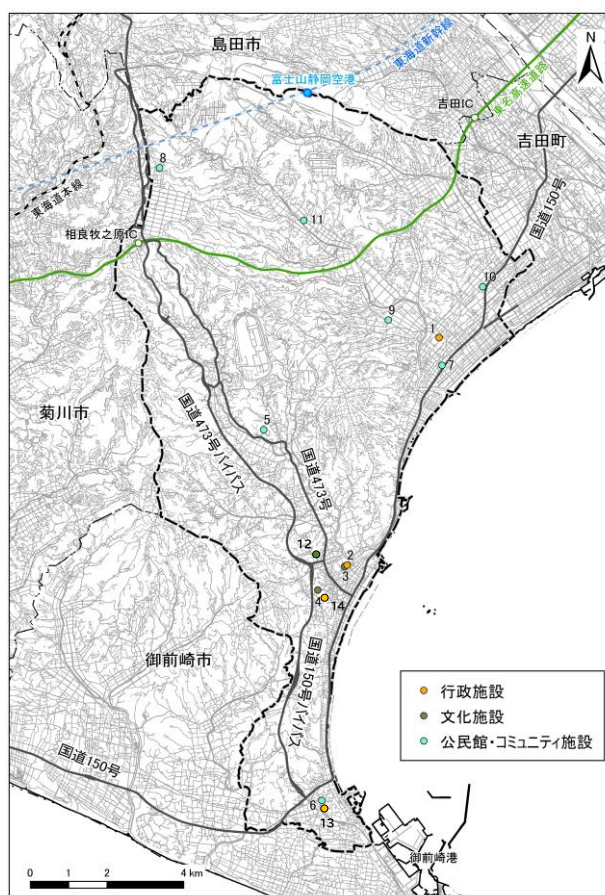 島田市
N
東海道新幹線
富士山静岡空港
東名高速道路
吉田IC
吉田町
8
東海道本線
国道150号
11
相良牧之原IC
10
9
1
7
菊川市
国道473号バイパス
5
国道473号
12
2
3
4
14
御前崎市
国道150号バイパス
行政施設
文化施設
公民館・コミュニティ施設
国道150号
6
13
御前崎港
0 2 4 km